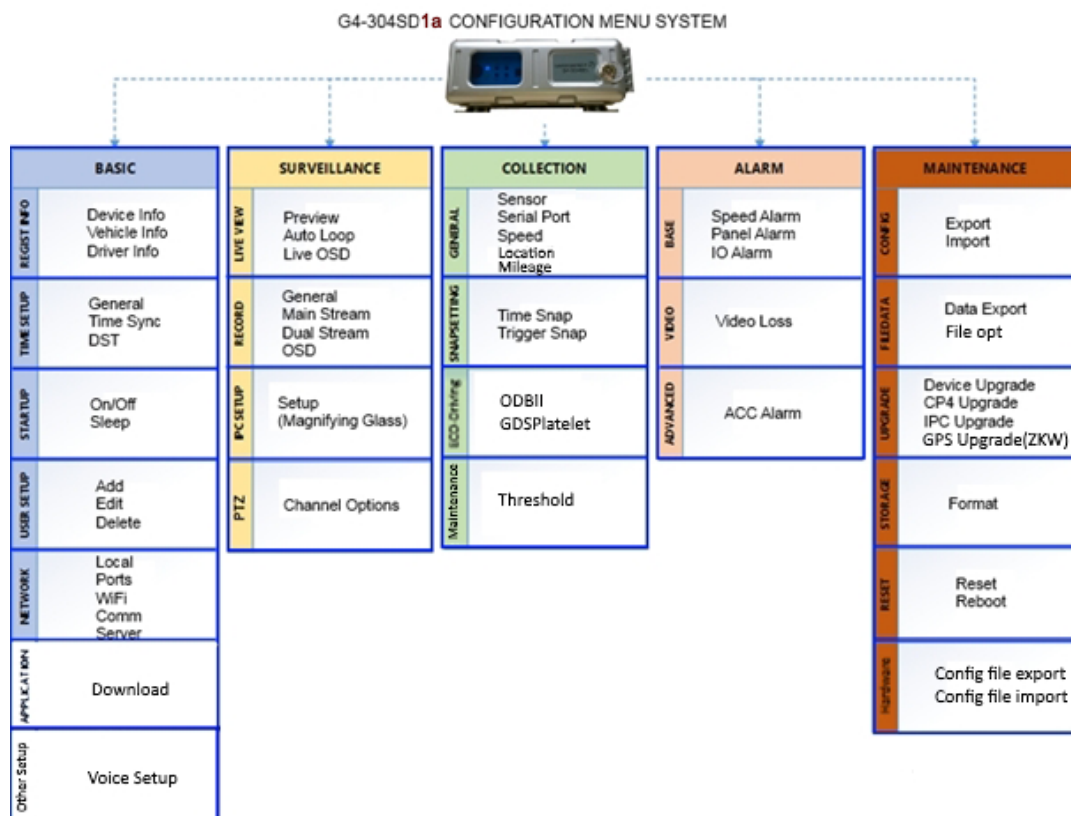 G4-304SD1a CONFIGURATION MENU SYSTEM
BASIC
REGIST INFO
Device Info
Vehicle Info
Driver Info
TIME SETUP
General
Time Sync
DST
STARTUP
On/Off
Sleep
USER SETUP
Add
Edit
Delete
NETWORK
Local
Ports
WiFi
Comm
Server
APPLICATION
Download
Other Setup
Voice Setup
SURVEILLANCE
LIVE VIEW
Preview
Auto Loop
Live OSD
RECORD
General
Main Stream
Dual Stream
OSD
IPC SETUP
Setup
(Magnifying Glass)
PTZ
Channel Options
COLLECTION
GENERAL
Sensor
Serial Port
Speed
Location
Mileage
SNAPSETTING
Time Snap
Trigger Snap
ECO-Driving
ODBII
GDSPlatelet
Maintenance
Threshold
ALARM
BASE
Speed Alarm
Panel Alarm
IO Alarm
VIDEO
Video Loss
ADVANCED
ACC Alarm
MAINTENANCE
CONFIG
Export
Import
FILEDATA
Data Export
File opt
UPGRADE
Device Upgrade
CP4 Upgrade
IPC Upgrade
GPS Upgrade(ZKW)
STORAGE
Format
RESET
Reset
Reboot
Hardware
Config file export
Config file import